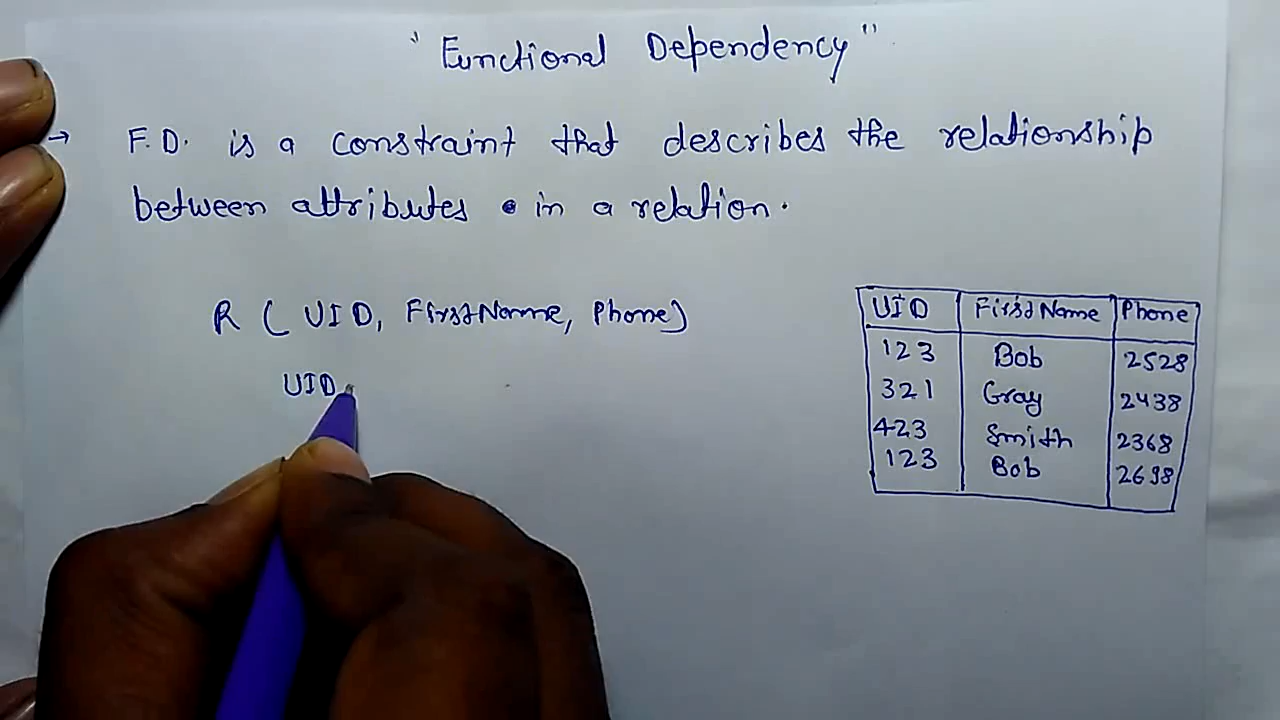 " Functional Dependency "
→ F.D. is a constraint that describes the relationship
between attributes in a relation.
R ( UID, FirstName, Phone)
UID
UID FirstName Phone
123 Bob 2528
321 Gray 2438
423 Smith 2368
123 Bob 2698